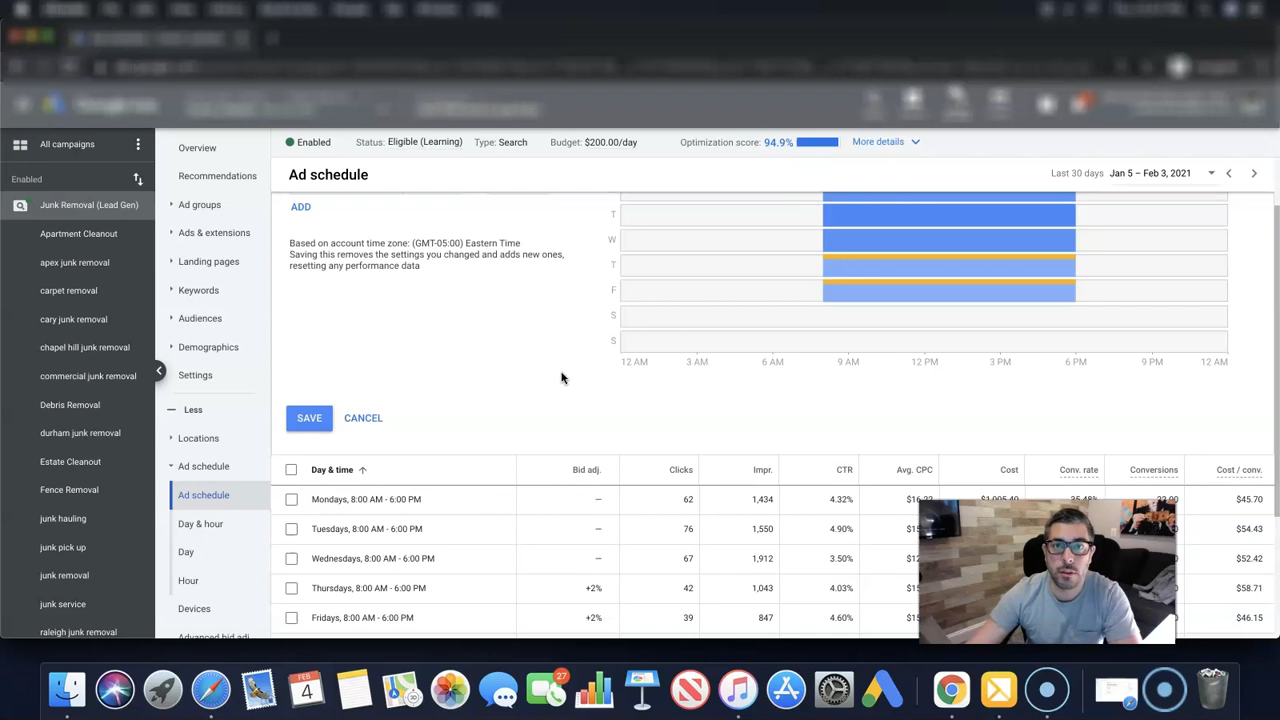 All campaigns
Enabled
Junk Removal (Lead Gen)
Apartment Cleanout
apex junk removal
carpet removal
cary junk removal
chapel hill junk removal
commercial junk removal
Debris Removal
durham junk removal
Estate Cleanout
Fence Removal
junk hauling
junk pick up
junk removal
junk service
raleigh junk removal
Overview
Recommendations
Ad groups
Ads & extensions
Landing pages
Keywords
Audiences
Demographics
Settings
Less
Locations
Ad schedule
Ad schedule
Day & hour
Day
Hour
Devices
Advanced bid adj.
Enabled Status: Eligible (Learning) Type: Search Budget: $200.00/day Optimization score: 94.9% More details
Ad schedule Last 30 days Jan 5 – Feb 3, 2021
ADD
Based on account time zone: (GMT-05:00) Eastern Time
Saving this removes the settings you changed and adds new ones,
resetting any performance data
T
W
T
F
S
S
12 AM 3 AM 6 AM 9 AM 12 PM 3 PM 6 PM 9 PM 12 AM
SAVE CANCEL
Day & time Bid adj. Clicks Impr. CTR Avg. CPC Cost Conv. rate Conversions Cost / conv.
Mondays, 8:00 AM - 6:00 PM — 62 1,434 4.32% $45.70
Tuesdays, 8:00 AM - 6:00 PM — 76 1,550 4.90% $54.43
Wednesdays, 8:00 AM - 6:00 PM — 67 1,912 3.50% $52.42
Thursdays, 8:00 AM - 6:00 PM +2% 42 1,043 4.03% $58.71
Fridays, 8:00 AM - 6:00 PM +2% 39 847 4.60% $46.15
27
FEB
4